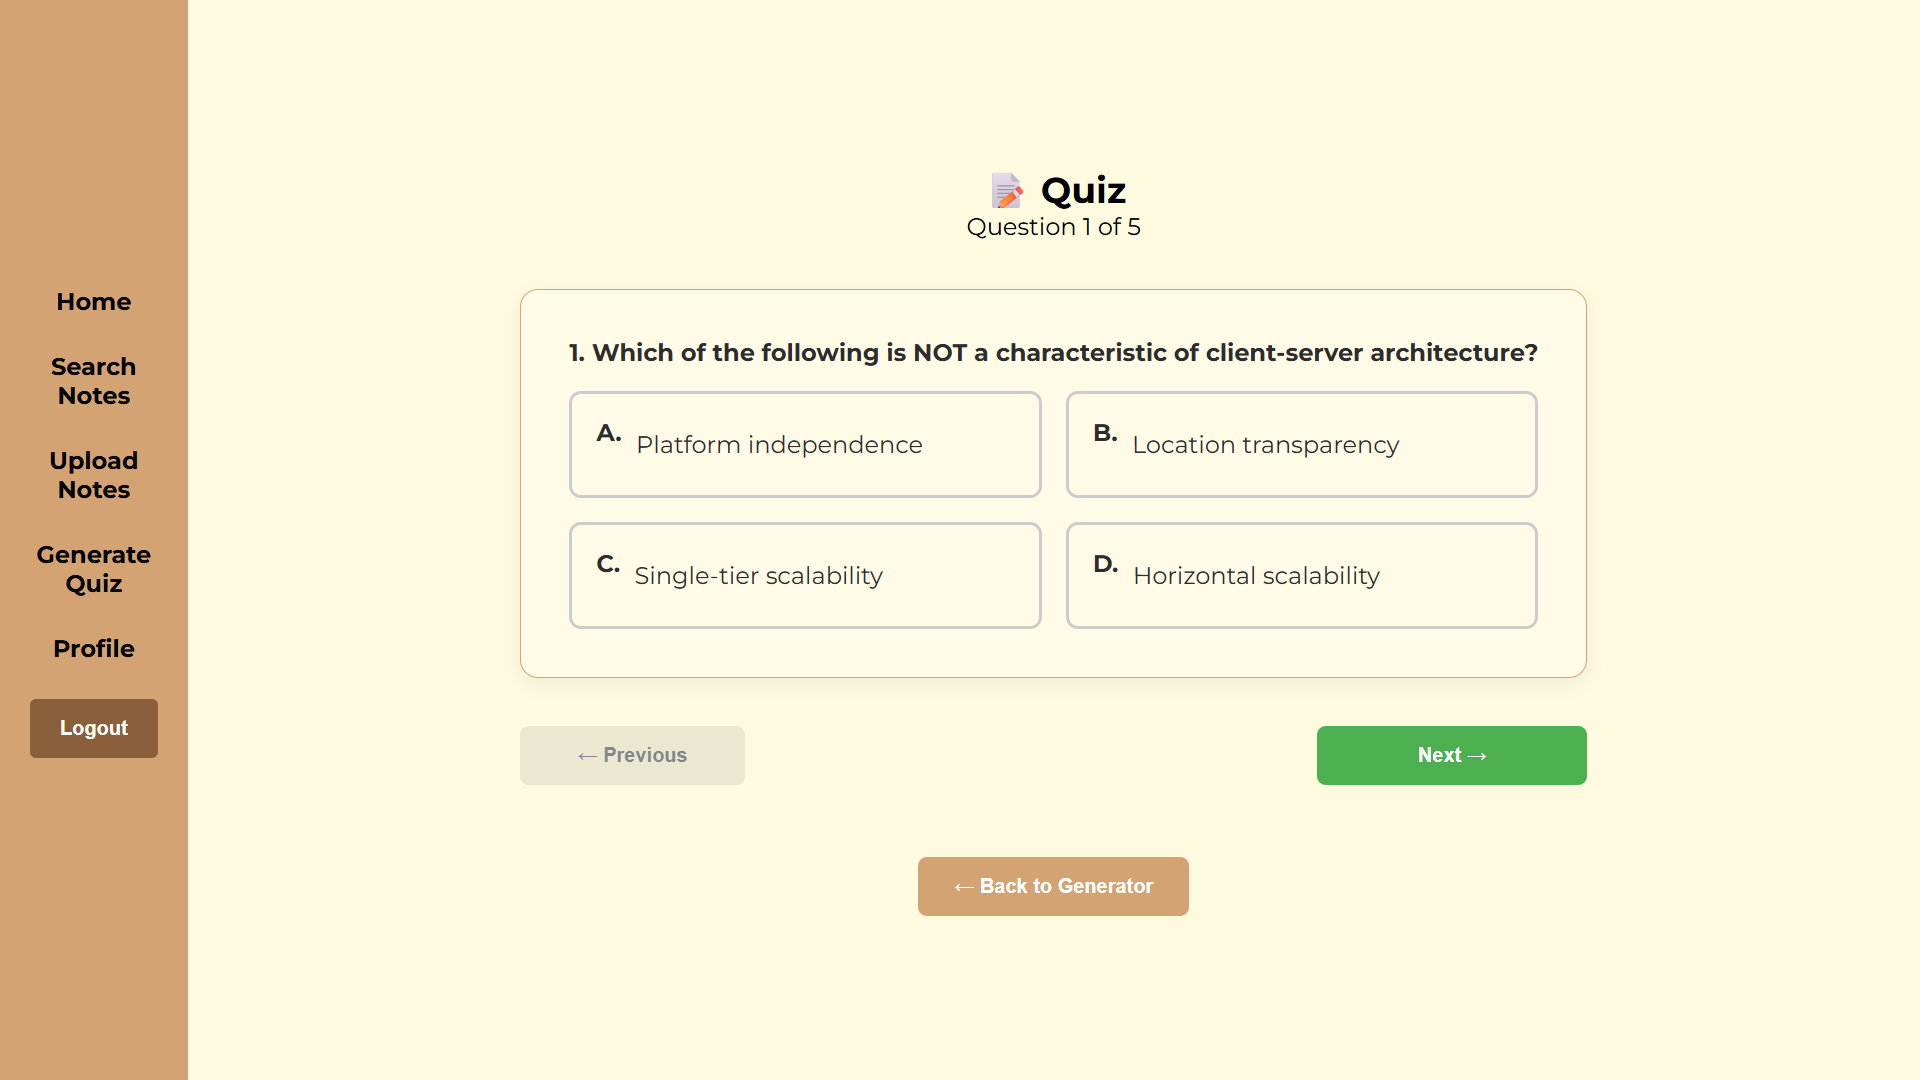 Home
Search
Notes
Upload
Notes
Generate
Quiz
Profile
Logout
Quiz
Question 1 of 5
1. Which of the following is NOT a characteristic of client-server architecture?
A. Platform independence
B. Location transparency
C. Single-tier scalability
D. Horizontal scalability
← Previous
Next →
← Back to Generator